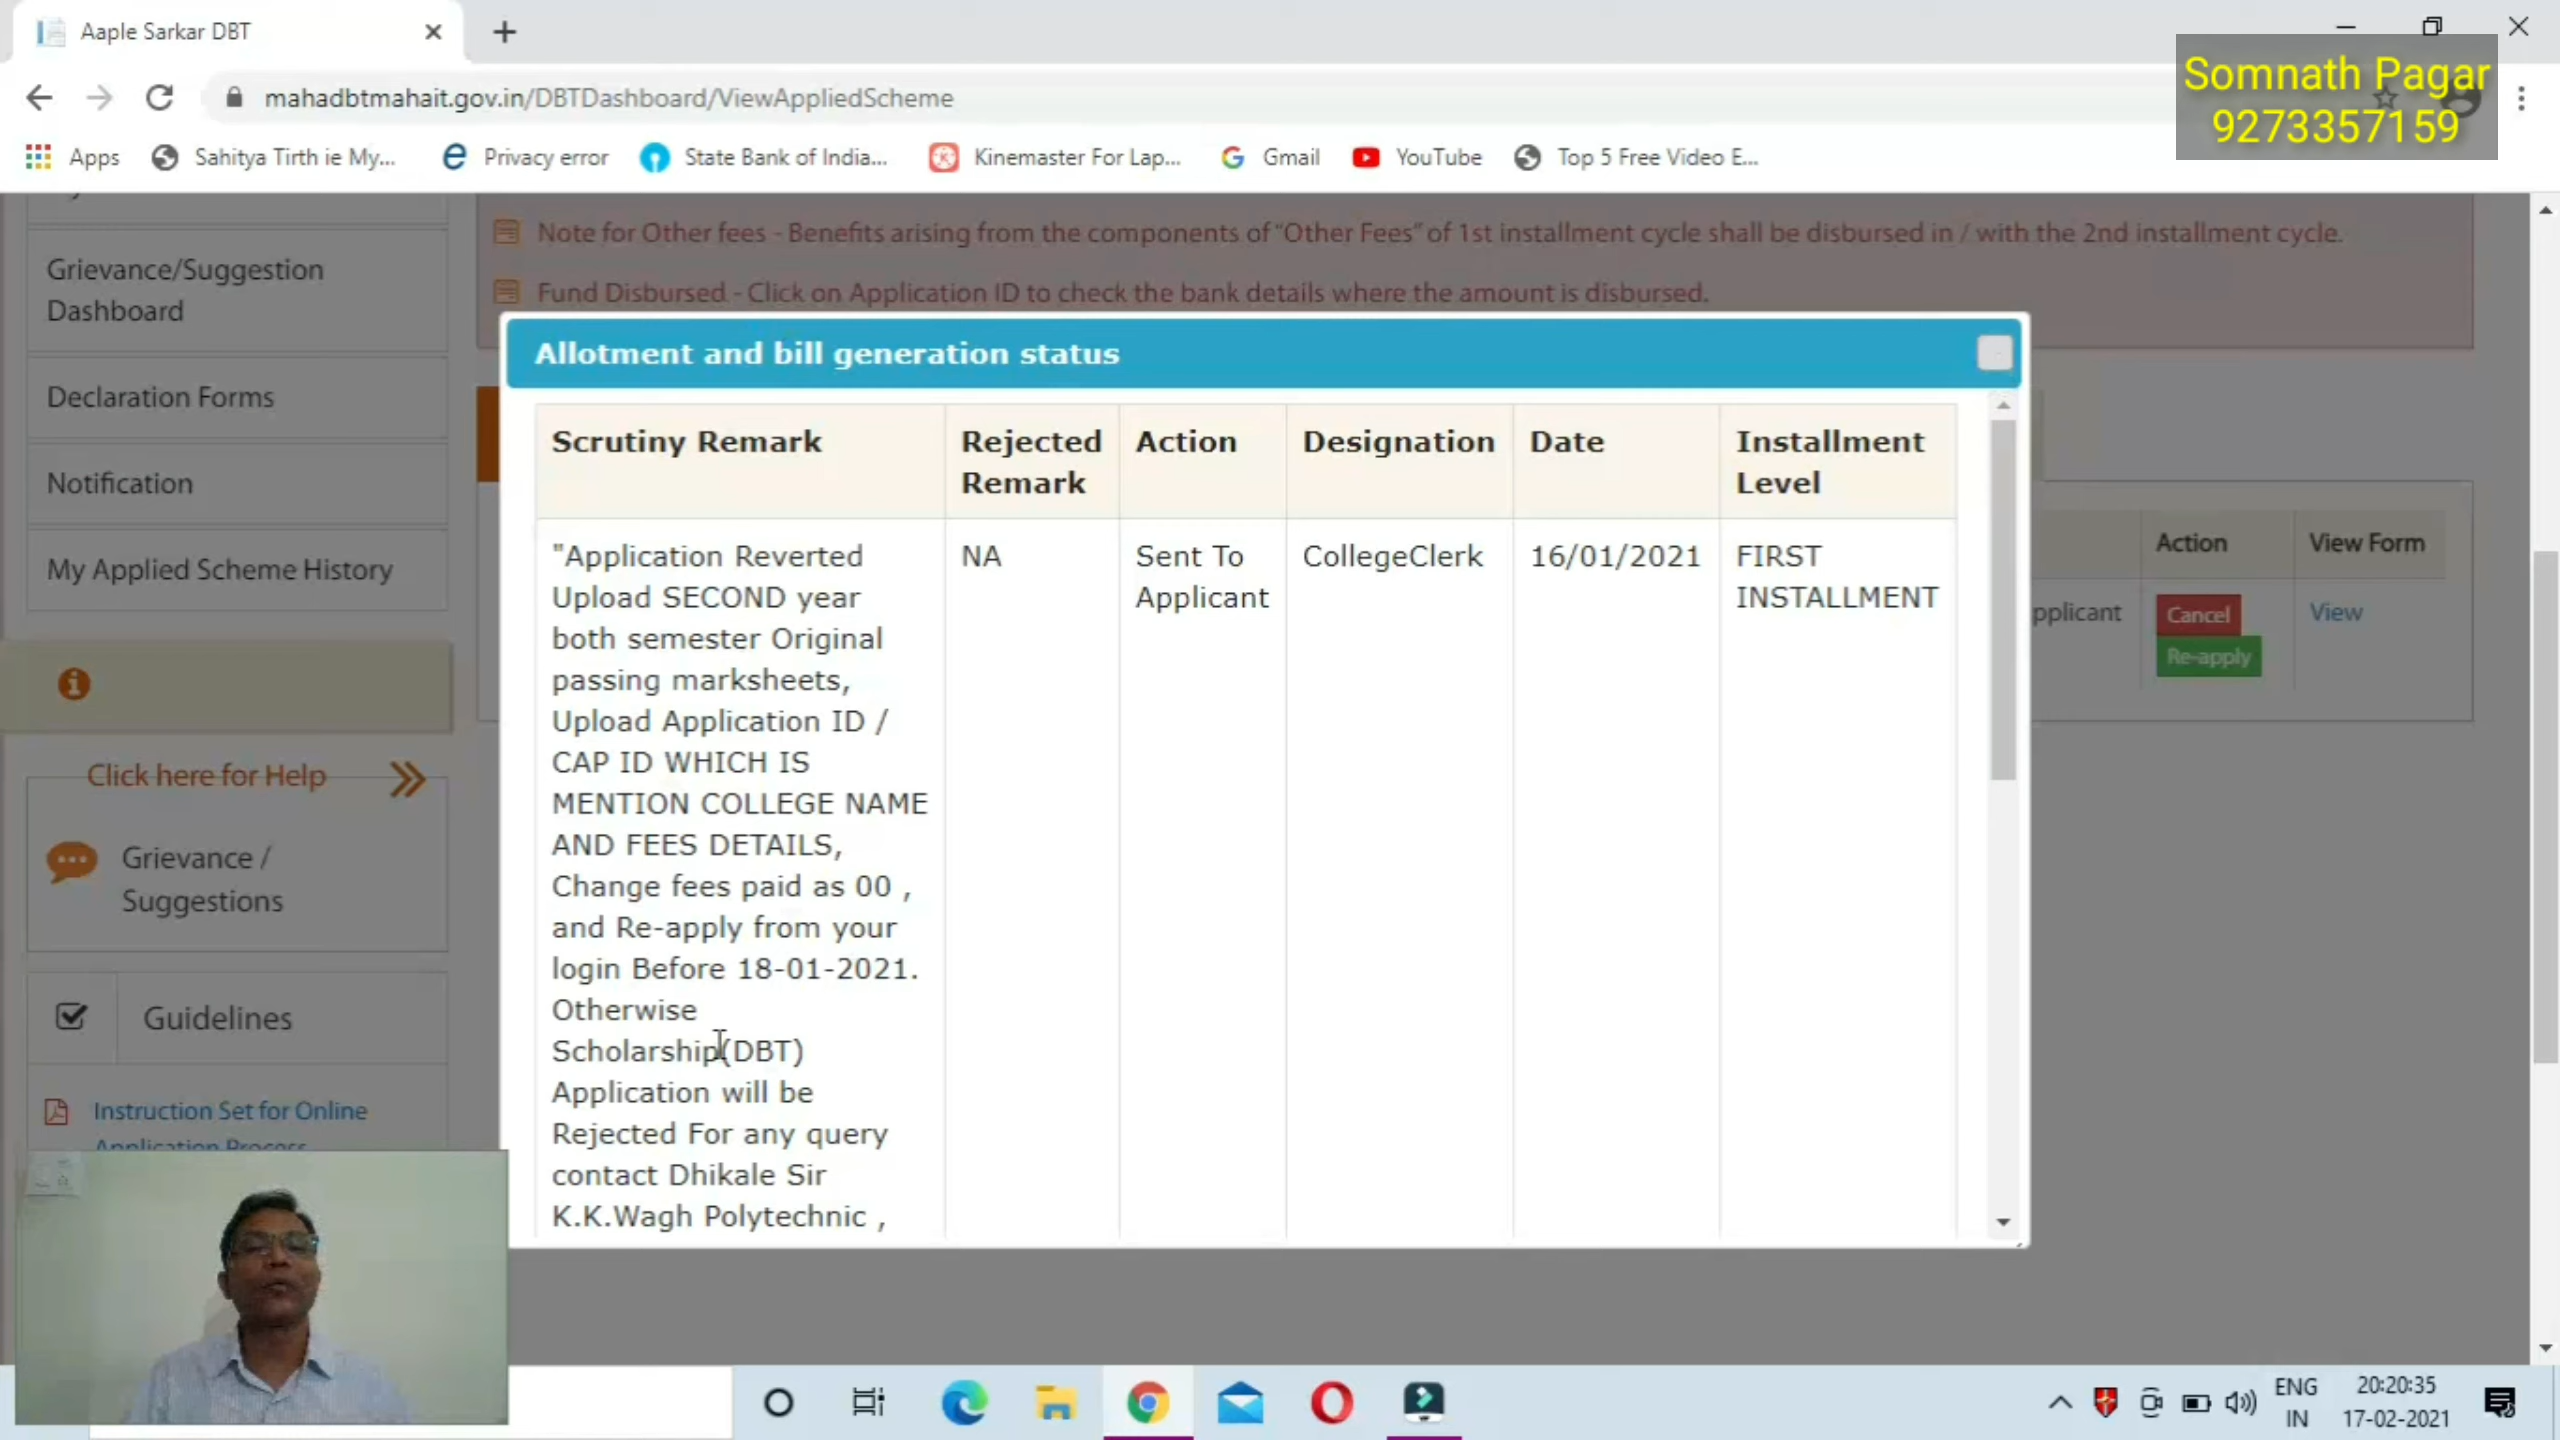 Aaple Sarkar DBT
Somnath Pagar
9273357159
mahadbtmahait.gov.in/DBTDashboard/ViewAppliedScheme
Apps
Sahitya Tirth ie My...
Privacy error
State Bank of India...
Kinemaster For Lap...
Gmail
YouTube
Top 5 Free Video E...
Note for Other fees - Benefits arising from the components of "Other Fees" of 1st installment cycle shall be disbursed in / with the 2nd installment cycle.
Fund Disbursed - Click on Application ID to check the bank details where the amount is disbursed.
Grievance/Suggestion
Dashboard
Declaration Forms
Notification
My Applied Scheme History
Click here for Help
Grievance /
Suggestions
Guidelines
Instruction Set for Online
Application Process
Allotment and bill generation status
Scrutiny Remark
Rejected
Remark
Action
Designation
Date
Installment
Level
"Application Reverted
Upload SECOND year
both semester Original
passing marksheets,
Upload Application ID /
CAP ID WHICH IS
MENTION COLLEGE NAME
AND FEES DETAILS,
Change fees paid as 00 ,
and Re-apply from your
login Before 18-01-2021.
Otherwise
Scholarship(DBT)
Application will be
Rejected For any query
contact Dhikale Sir
K.K.Wagh Polytechnic ,
NA
Sent To
Applicant
CollegeClerk
16/01/2021
FIRST
INSTALLMENT
Action
View Form
pplicant
Cancel
Re-apply
View
ENG
IN
20:20:35
17-02-2021